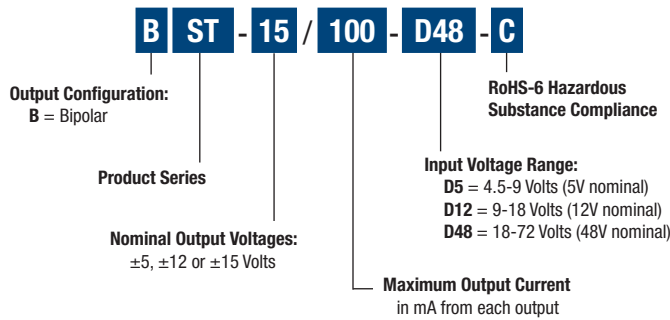 B ST - 15 / 100 - D48 - C
Output Configuration:
B = Bipolar
Product Series
Nominal Output Voltages:
±5, ±12 or ±15 Volts
Maximum Output Current
in mA from each output
Input Voltage Range:
D5 = 4.5-9 Volts (5V nominal)
D12 = 9-18 Volts (12V nominal)
D48 = 18-72 Volts (48V nominal)
RoHS-6 Hazardous
Substance Compliance